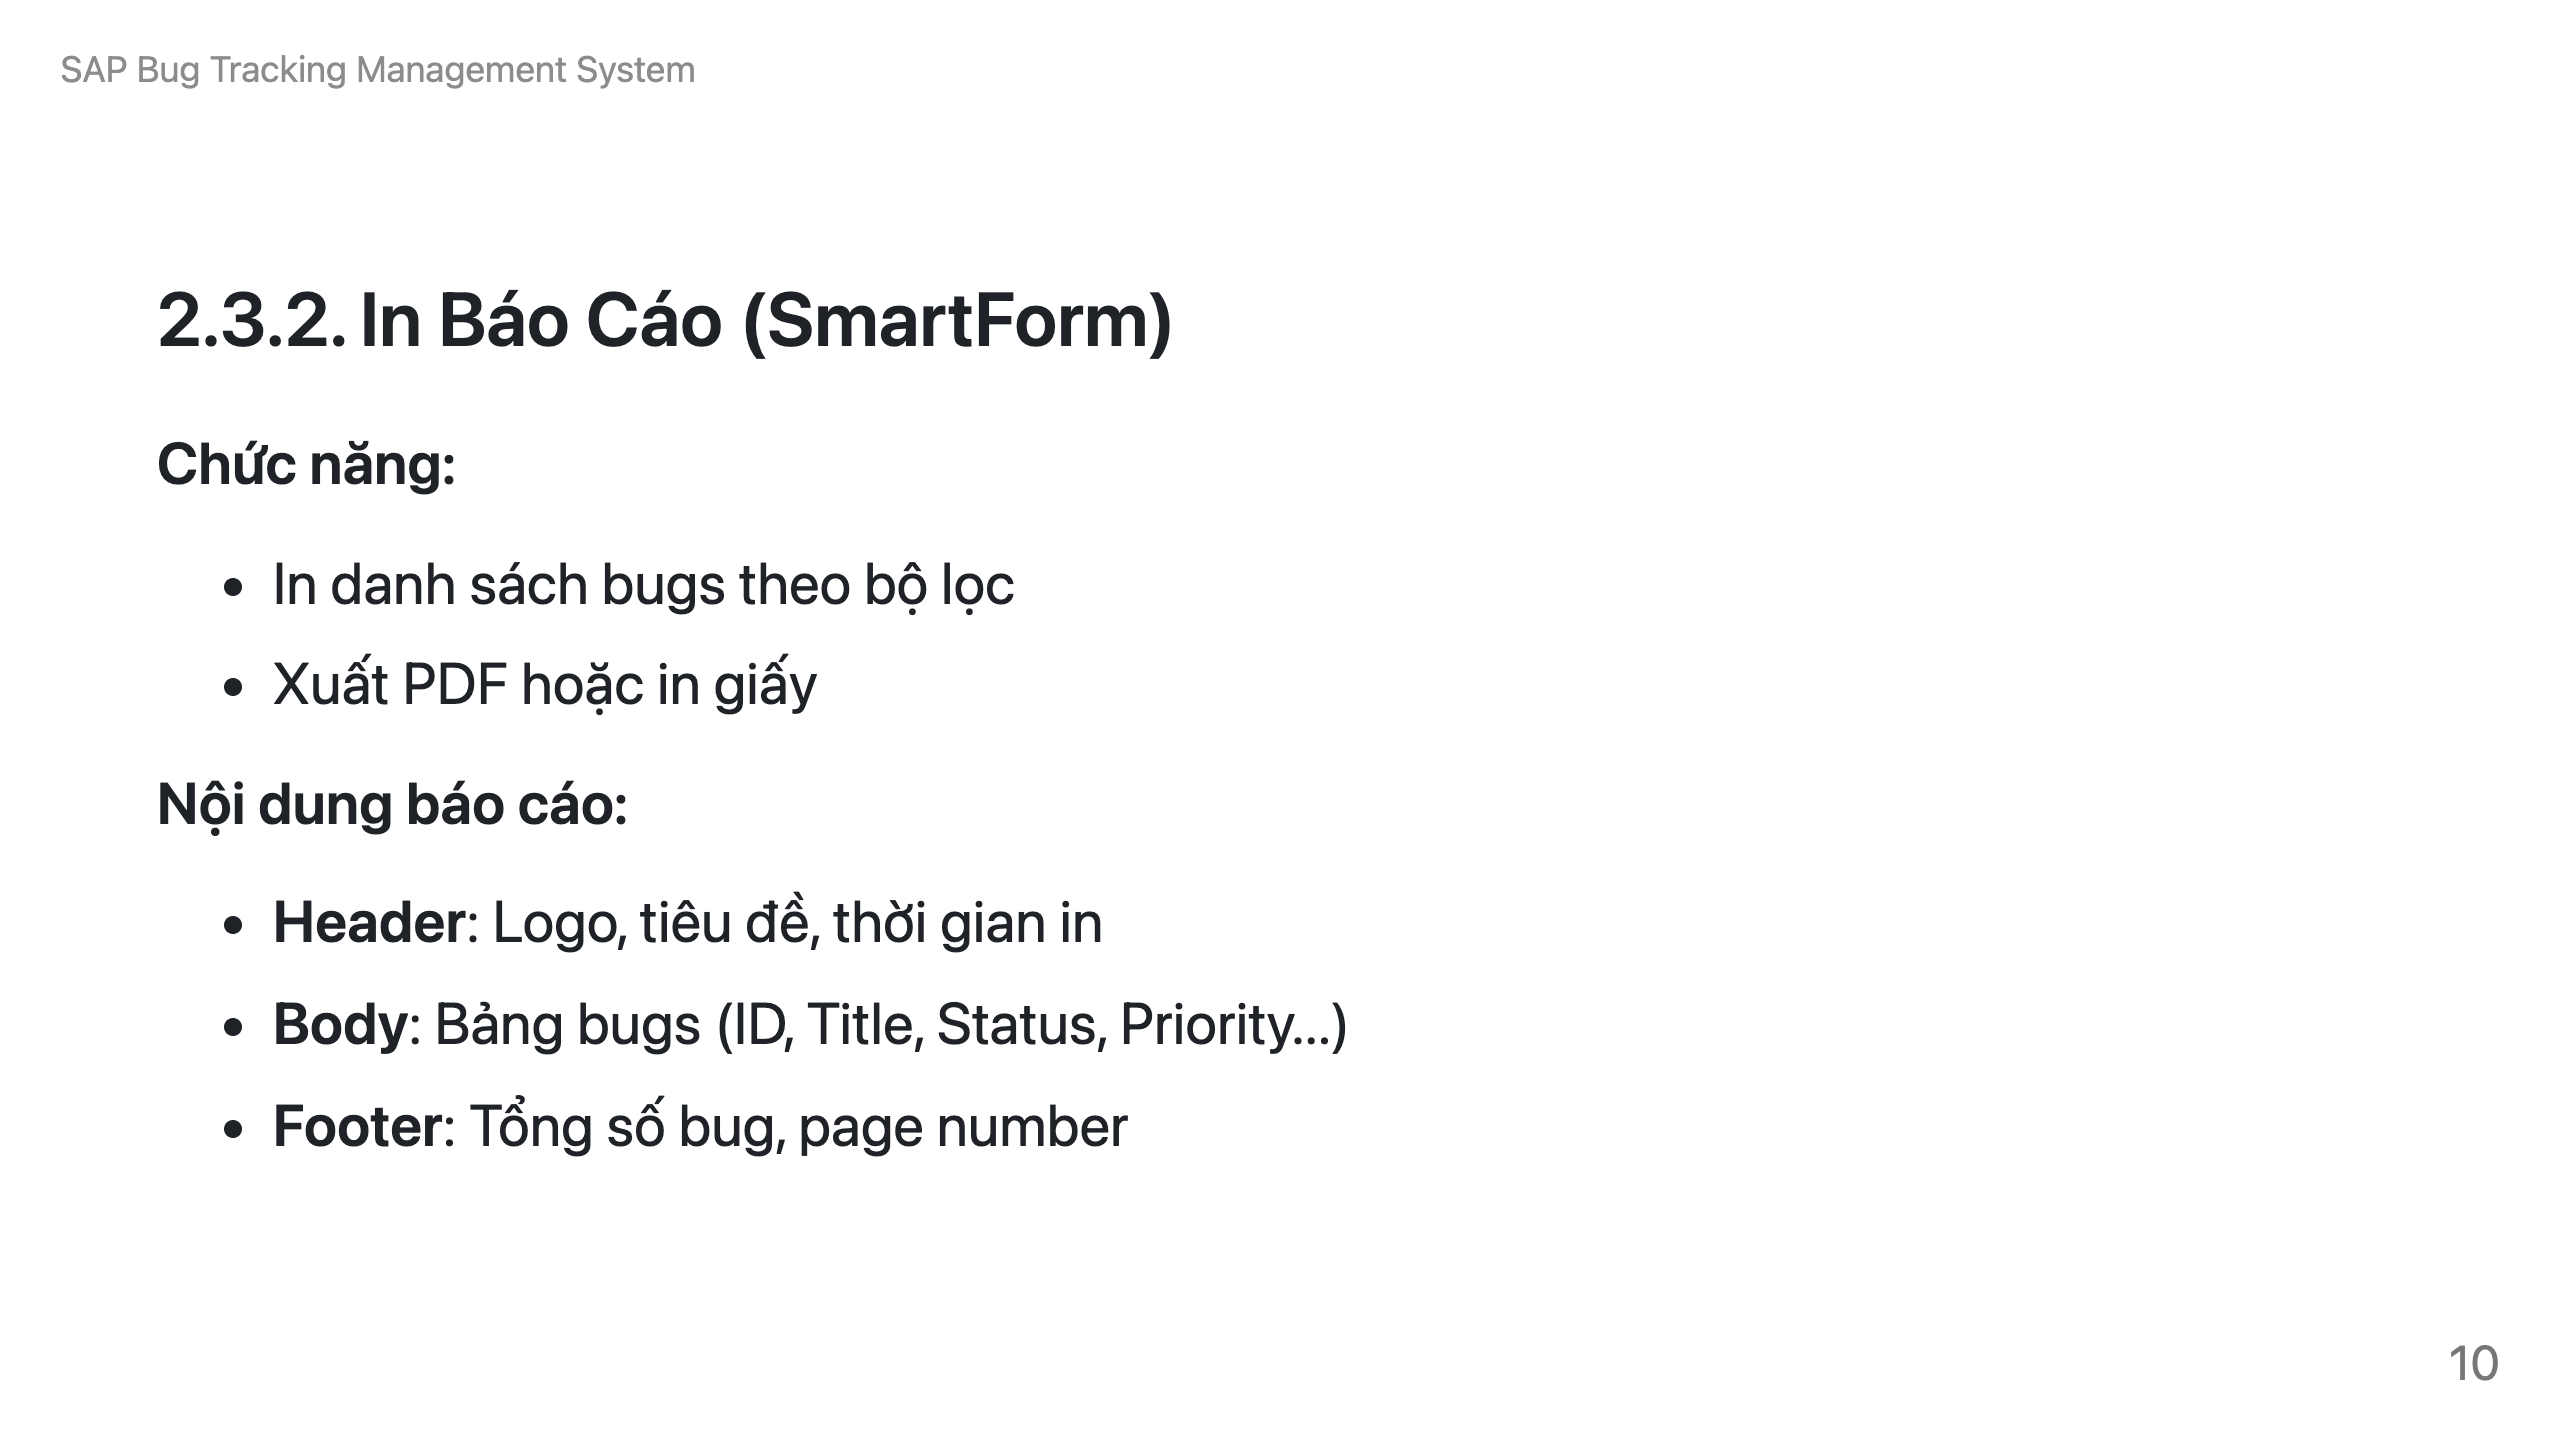 SAP Bug Tracking Management System
2.3.2. In Báo Cáo (SmartForm)
Chức năng:
• In danh sách bugs theo bộ lọc
• Xuất PDF hoặc in giấy
Nội dung báo cáo:
• Header: Logo, tiêu đề, thời gian in
• Body: Bảng bugs (ID, Title, Status, Priority...)
• Footer: Tổng số bug, page number
10